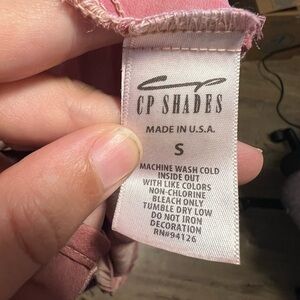 CP
CP SHADES
MADE IN U.S.A.
S
MACHINE WASH COLD
INSIDE OUT
WITH LIKE COLORS
NON-CHLORINE
BLEACH ONLY
TUMBLE DRY LOW
DO NOT IRON
DECORATION
RN#94126